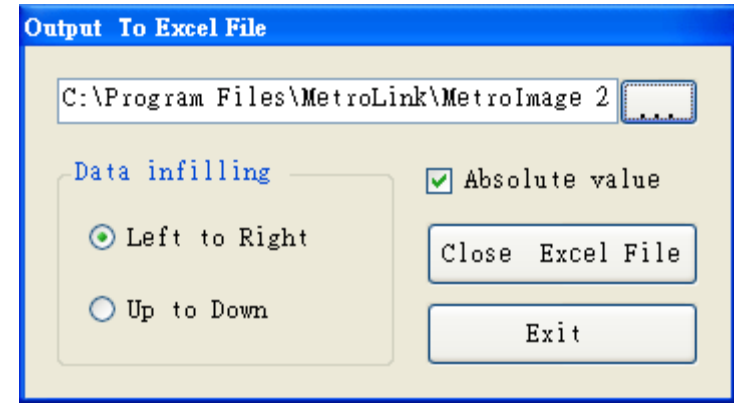 Output To Excel File
C:\Program Files\MetroLink\MetroImage 2
...
Data infilling
Absolute value
Left to Right
Close Excel File
Up to Down
Exit